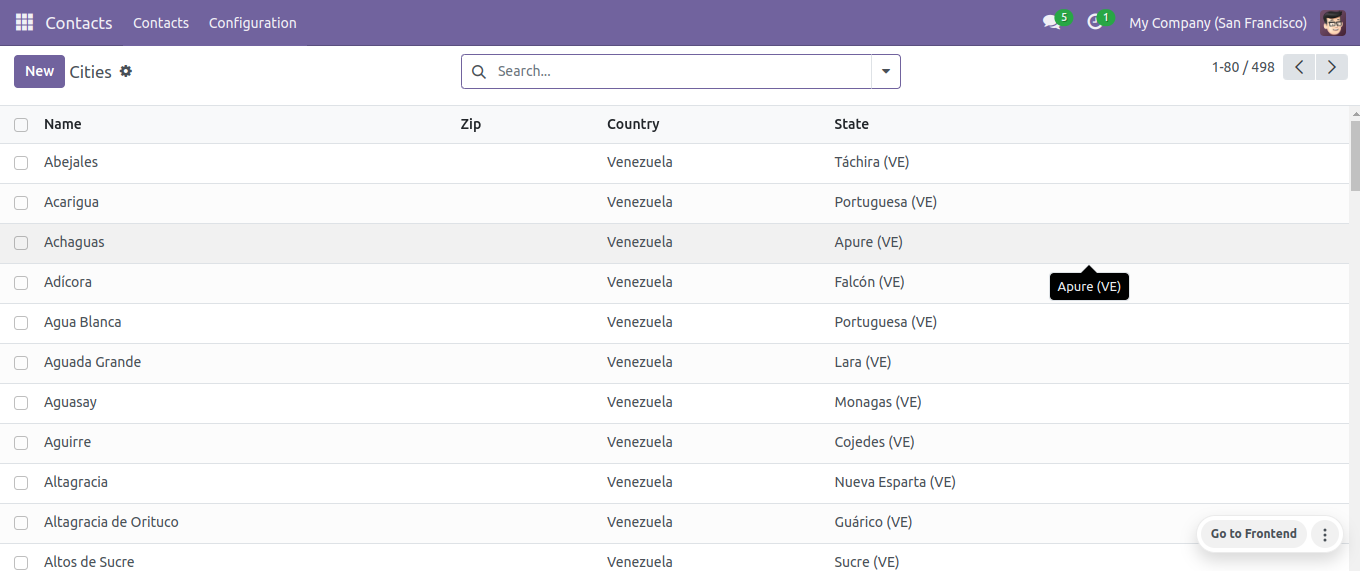 Contacts Contacts Configuration 5 1 My Company (San Francisco)
New Cities Search... 1-80 / 498
Name Zip Country State
Abejales Venezuela Táchira (VE)
Acarigua Venezuela Portuguesa (VE)
Achaguas Venezuela Apure (VE)
Adícora Venezuela Falcón (VE)
Apure (VE)
Agua Blanca Venezuela Portuguesa (VE)
Aguada Grande Venezuela Lara (VE)
Aguasay Venezuela Monagas (VE)
Aguirre Venezuela Cojedes (VE)
Altagracia Venezuela Nueva Esparta (VE)
Altagracia de Orituco Venezuela Guárico (VE)
Go to Frontend
Altos de Sucre Venezuela Sucre (VE)